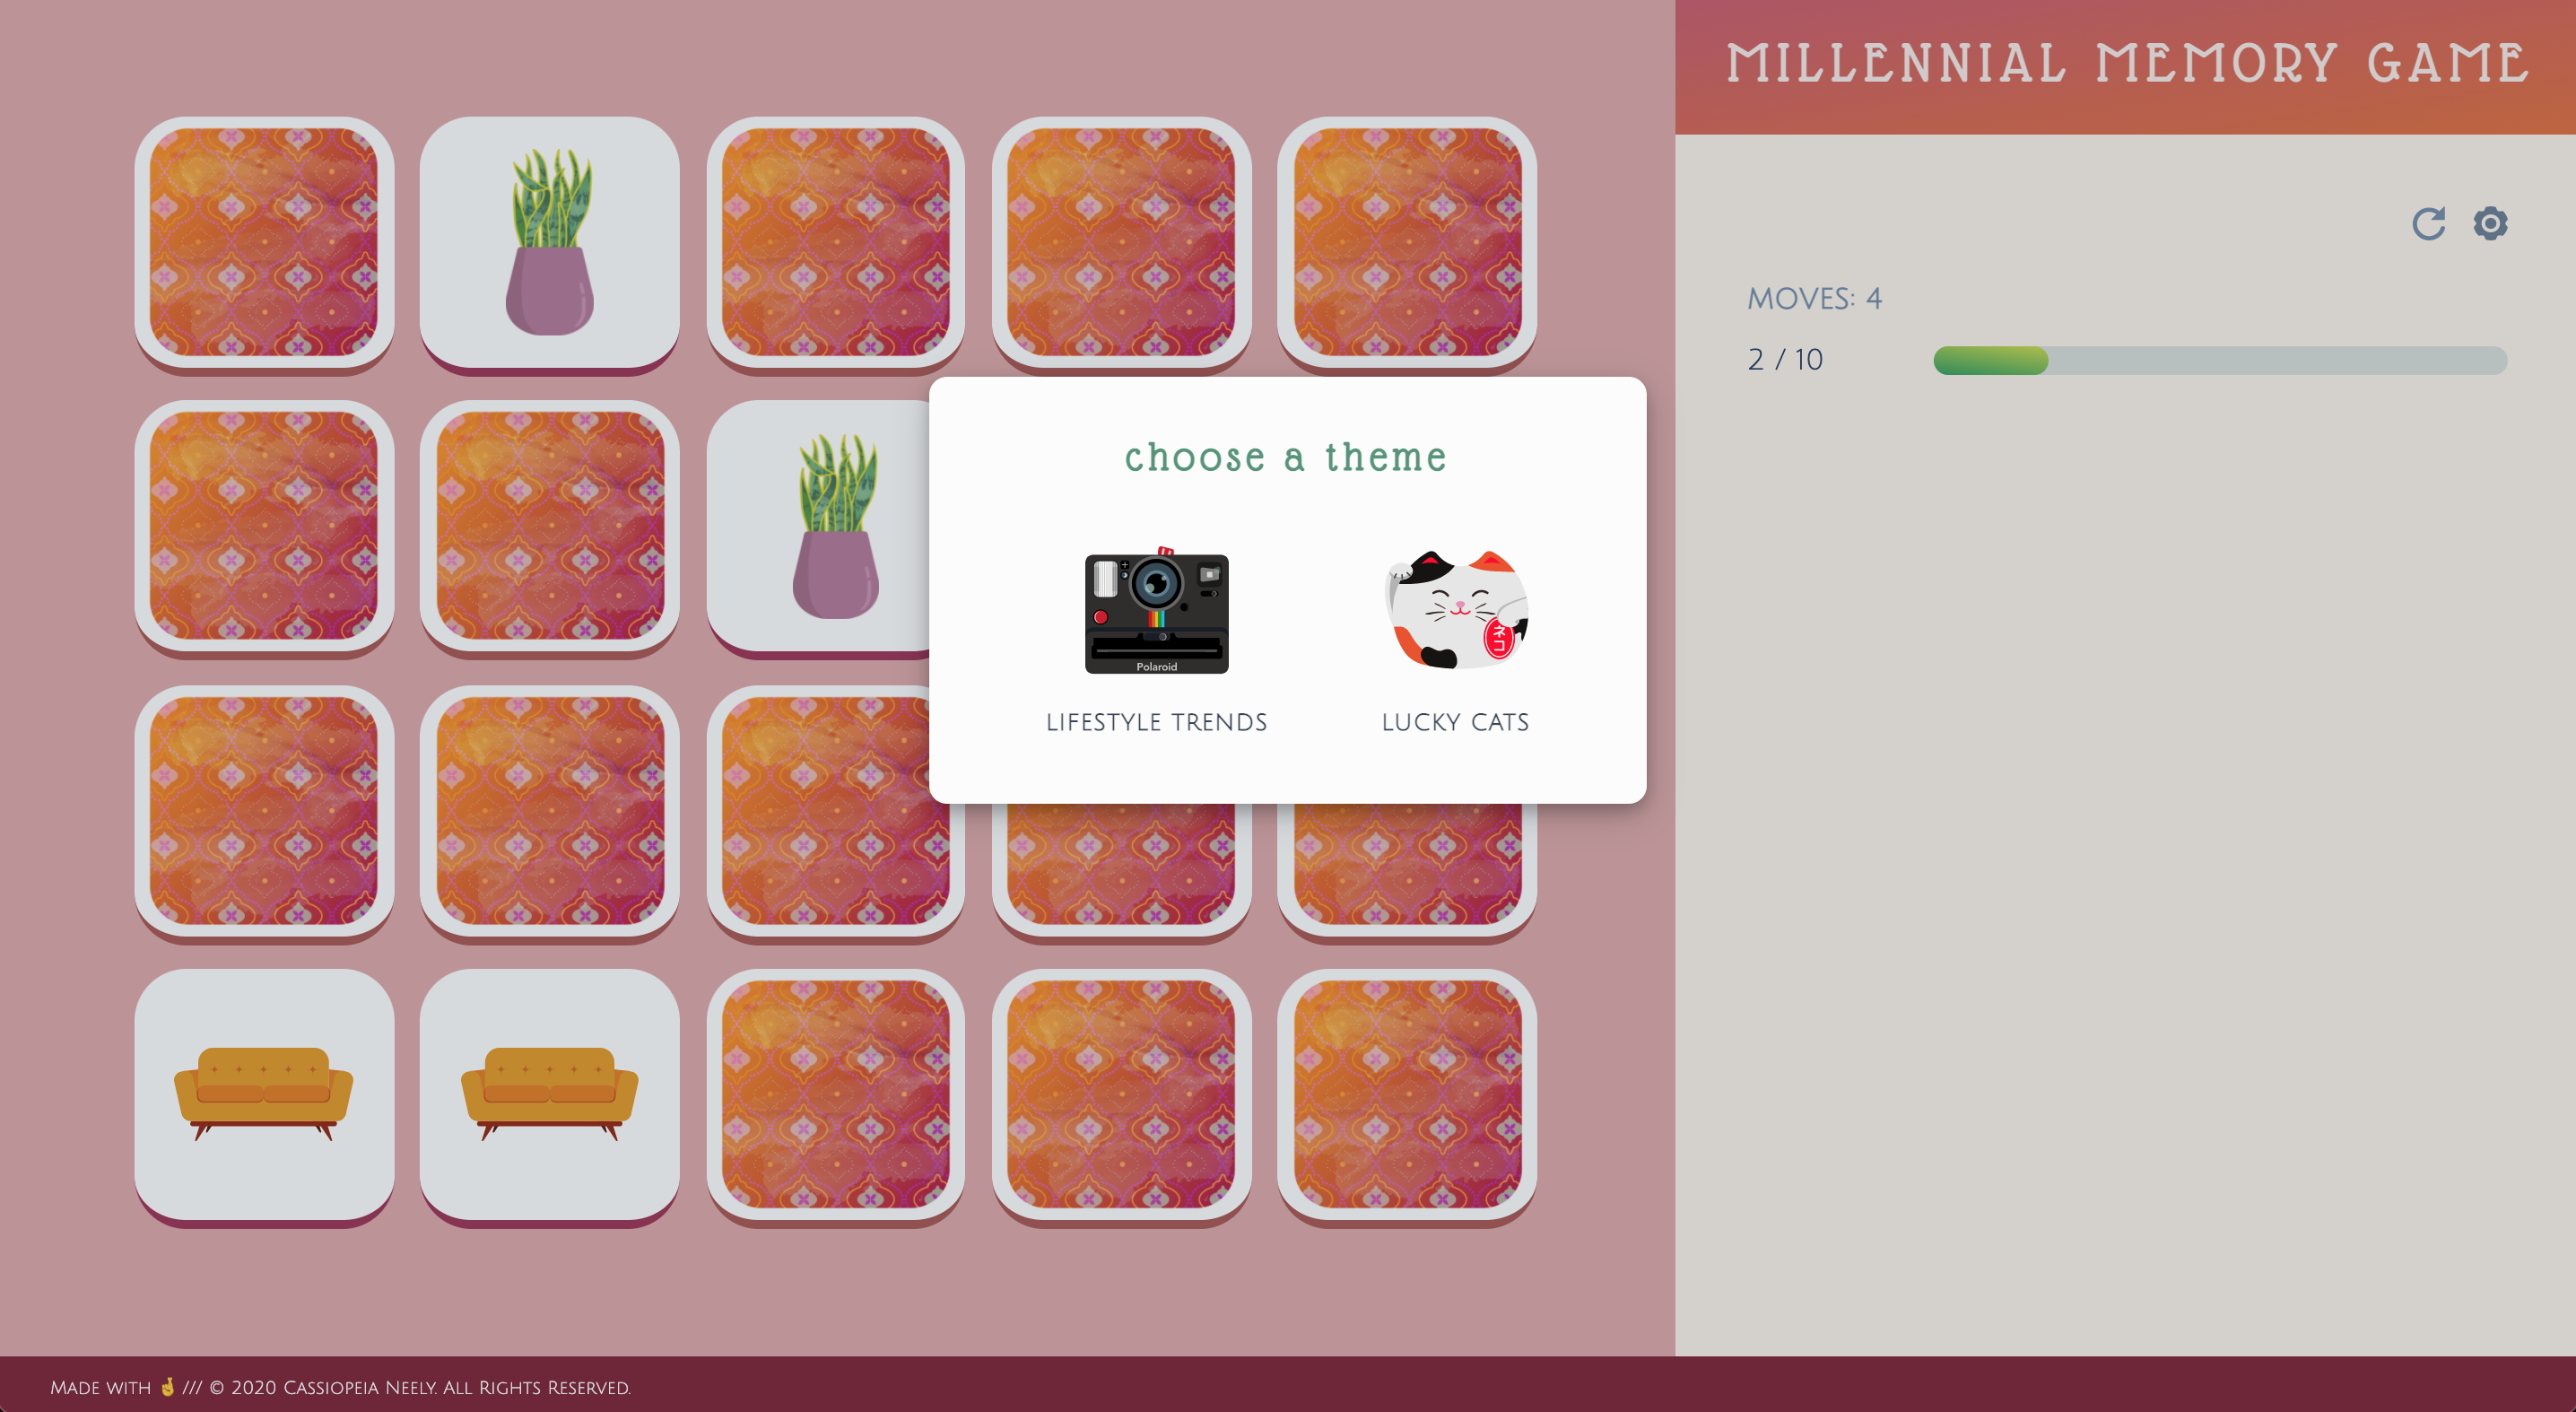 MILLENNIAL MEMORY GAME
MOVES: 4
2 / 10
choose a theme
Polaroid
ネコ
LIFESTYLE TRENDS
LUCKY CATS
Made with 🤞 /// © 2020 Cassiopeia Neely. All Rights Reserved.